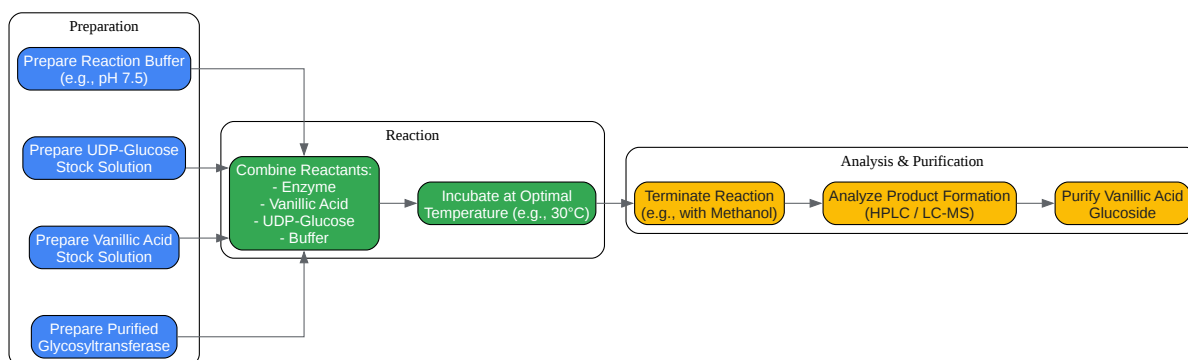 Preparation
Prepare Reaction Buffer
(e.g., pH 7.5)
Prepare UDP-Glucose
Stock Solution
Prepare Vanillic Acid
Stock Solution
Prepare Purified
Glycosyltransferase
Reaction
Combine Reactants:
- Enzyme
- Vanillic Acid
- UDP-Glucose
- Buffer
Incubate at Optimal
Temperature (e.g., 30°C)
Analysis & Purification
Terminate Reaction
(e.g., with Methanol)
Analyze Product Formation
(HPLC / LC-MS)
Purify Vanillic Acid
Glucoside